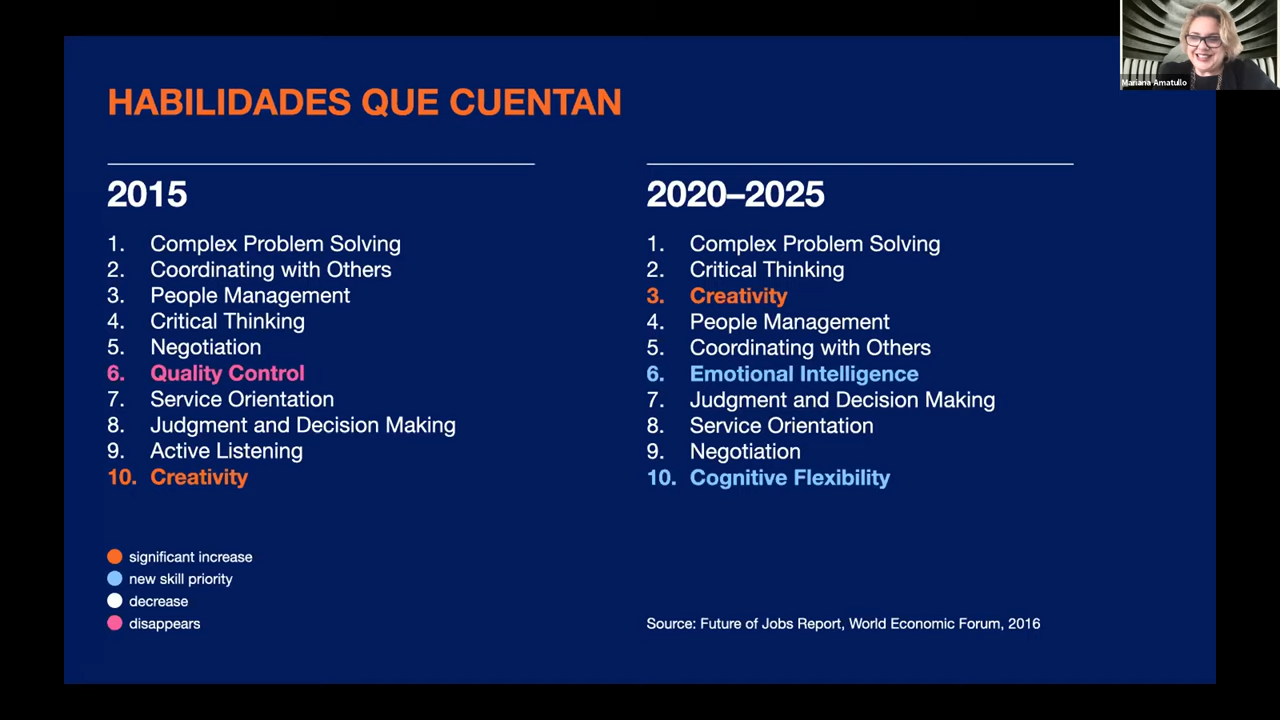 Mariana Amatullo
HABILIDADES QUE CUENTAN
2015
1. Complex Problem Solving
2. Coordinating with Others
3. People Management
4. Critical Thinking
5. Negotiation
6. Quality Control
7. Service Orientation
8. Judgment and Decision Making
9. Active Listening
10. Creativity
2020–2025
1. Complex Problem Solving
2. Critical Thinking
3. Creativity
4. People Management
5. Coordinating with Others
6. Emotional Intelligence
7. Judgment and Decision Making
8. Service Orientation
9. Negotiation
10. Cognitive Flexibility
significant increase
new skill priority
decrease
disappears
Source: Future of Jobs Report, World Economic Forum, 2016